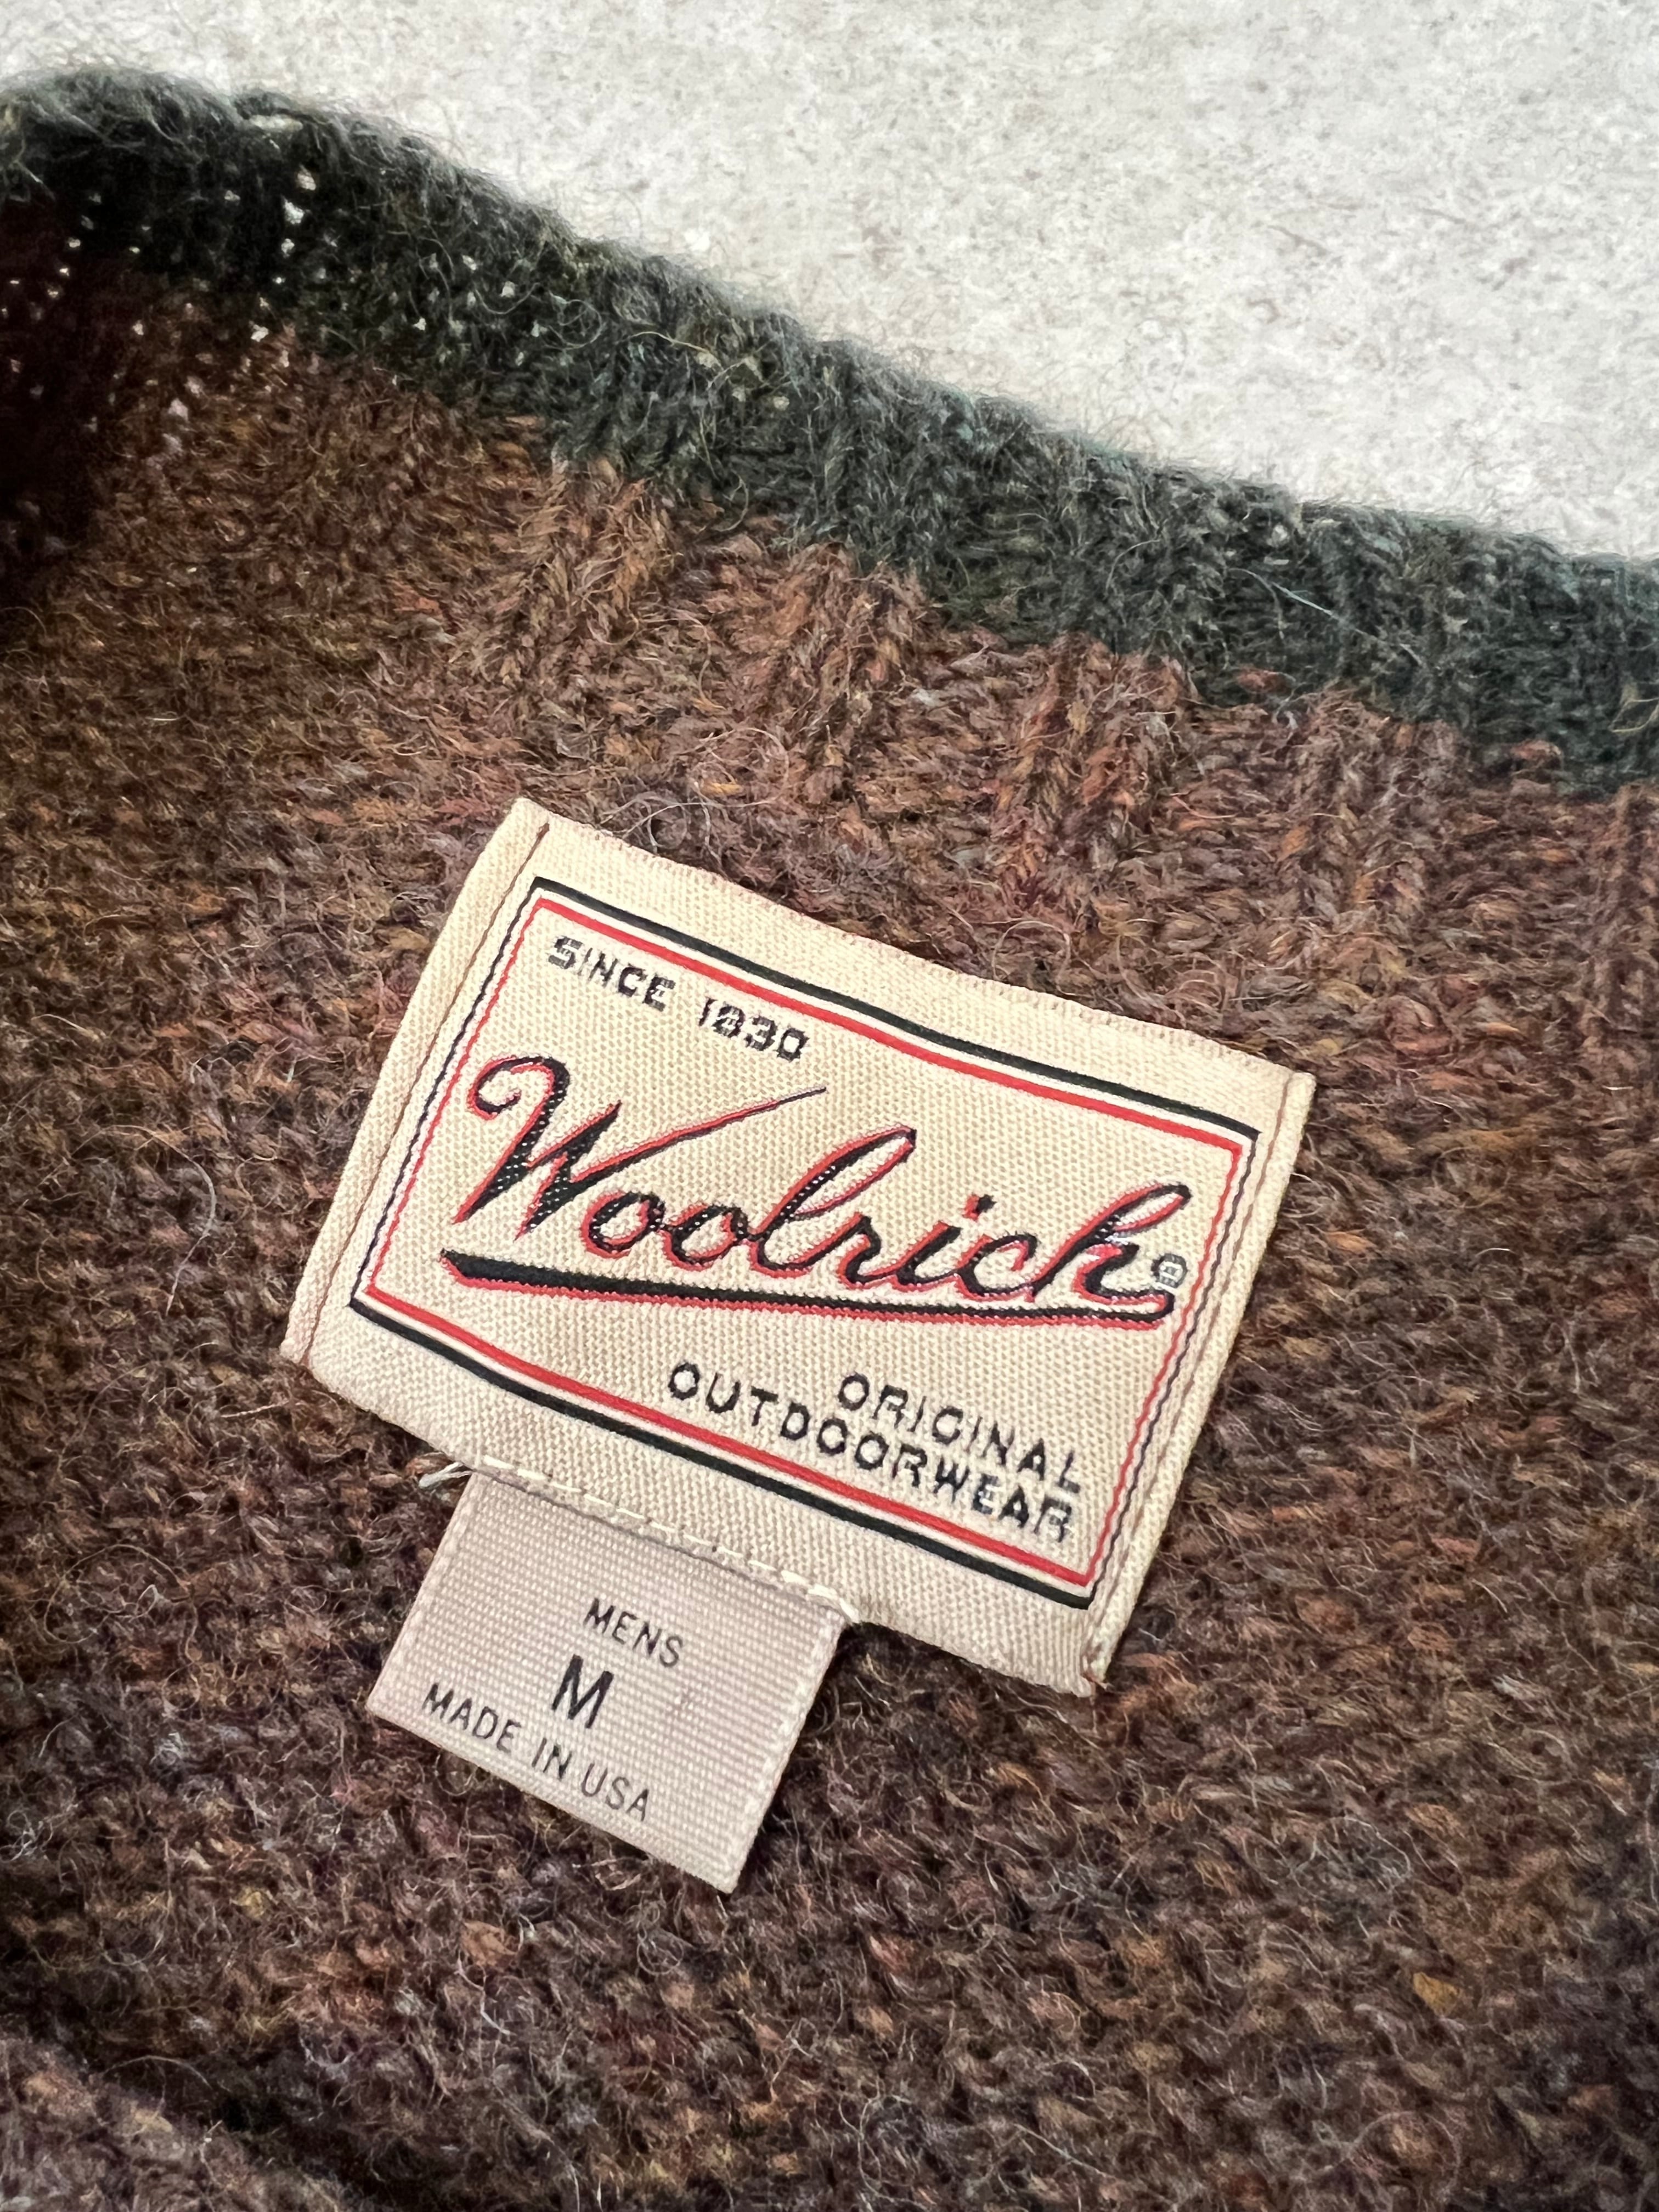 SINCE 1830
Woolrich®
ORIGINAL
OUTDOORWEAR
MENS
M
MADE IN USA